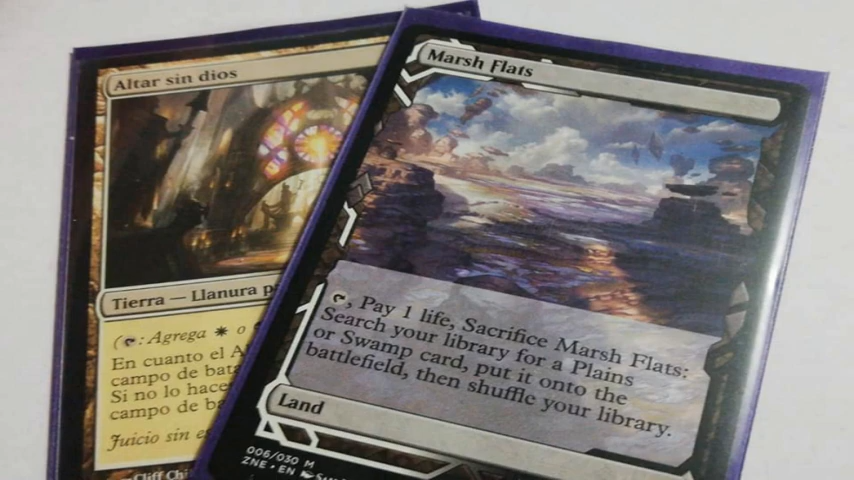 Altar sin dios
Tierra — Llanura
: Agrega o
En cuanto el
campo de
Si no lo hace
campo de
Juicio sin
Cliff
Marsh Flats
, Pay 1 life, Sacrifice Marsh Flats:
Search your library for a Plains
or Swamp card, put it onto the
battlefield, then shuffle your library.
Land
006/030 M
ZNE • EN